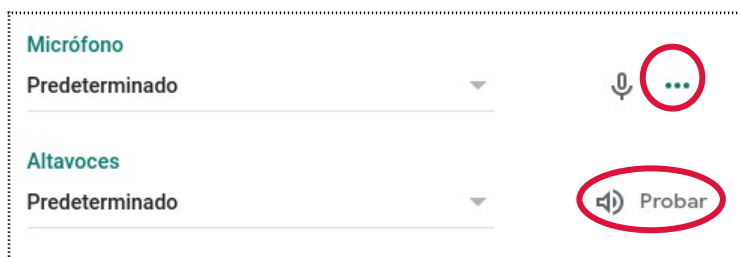 Micrófono
Predeterminado
Altavoces
Predeterminado
Probar